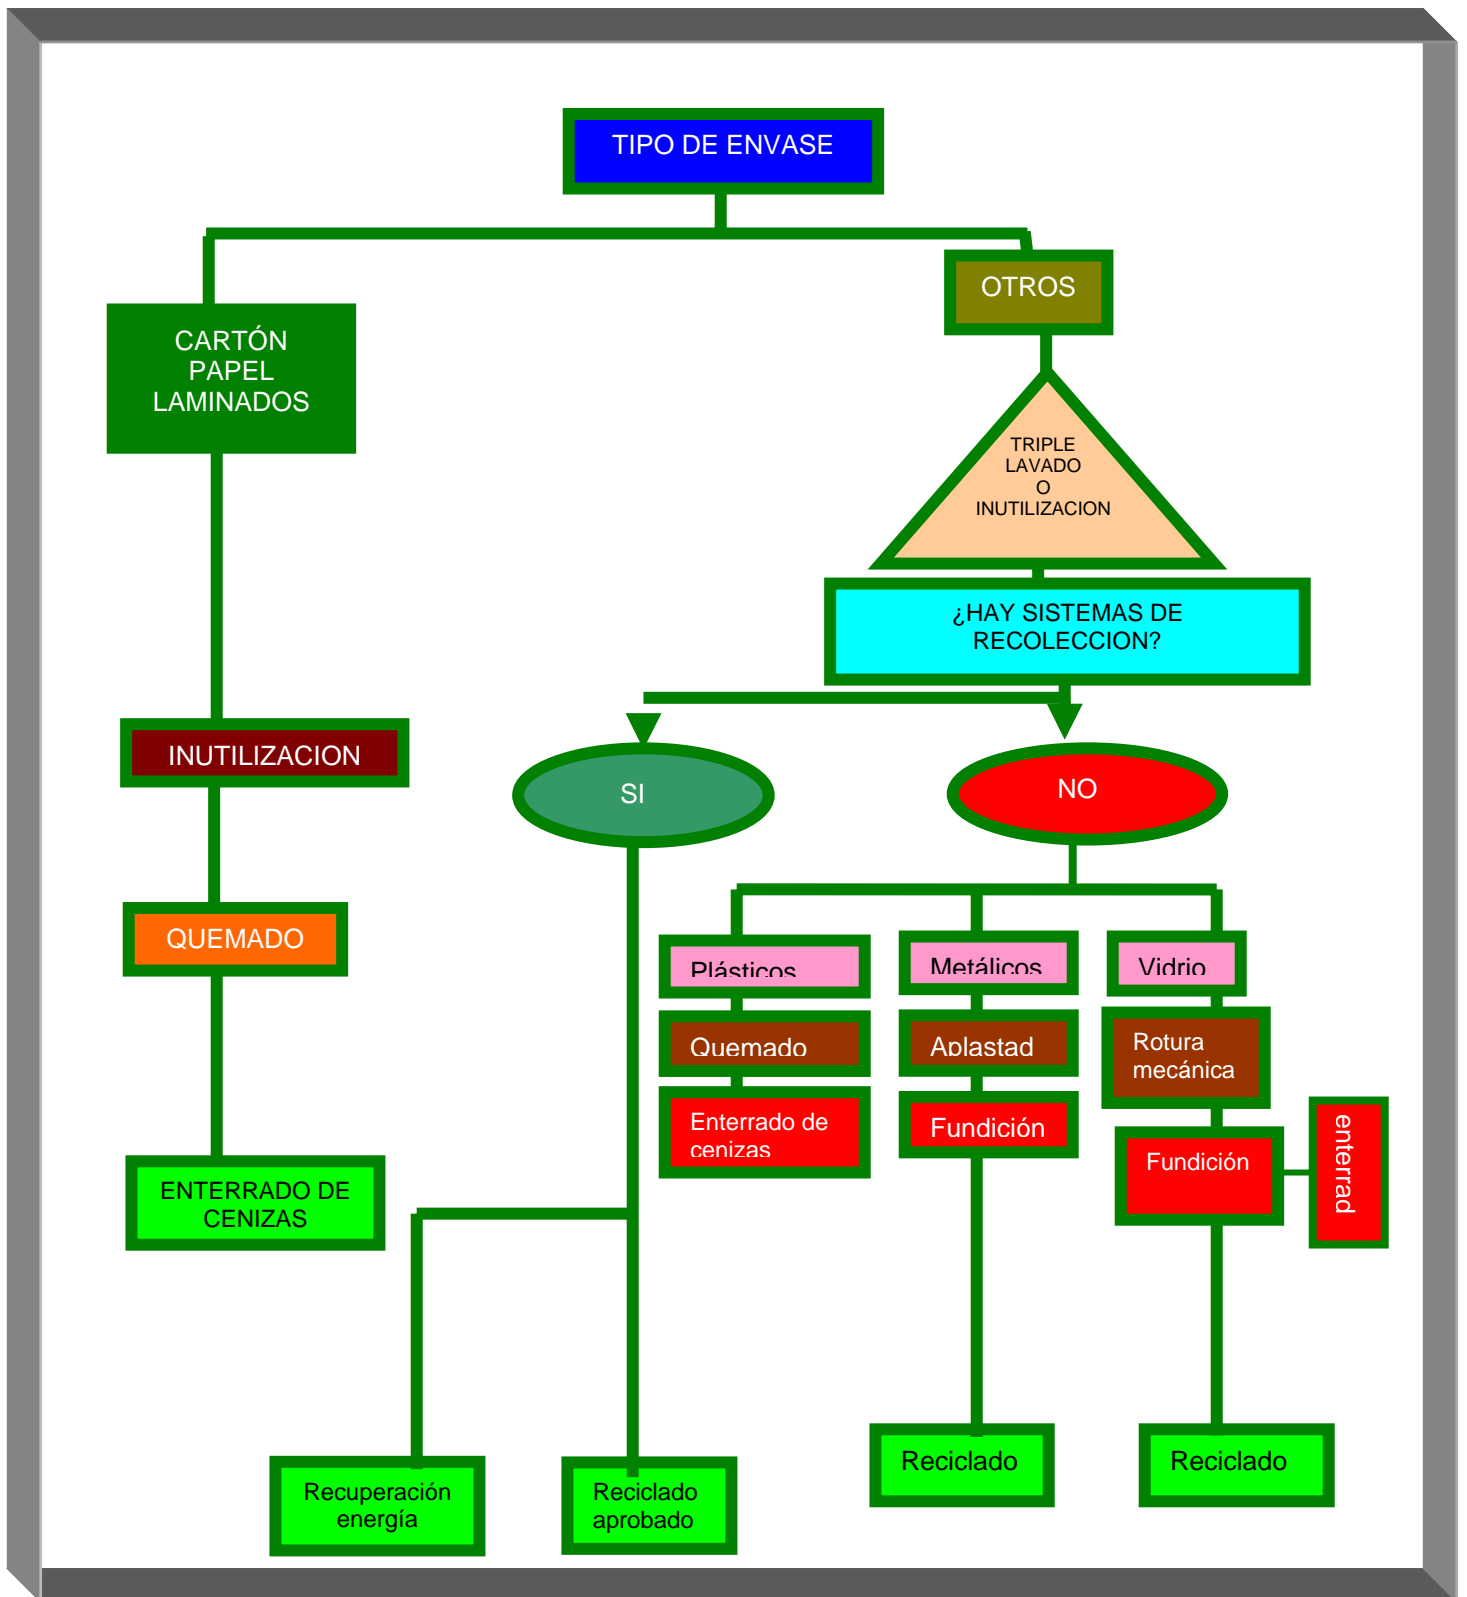 TIPO DE ENVASE
OTROS
CARTÓN
PAPEL
LAMINADOS
TRIPLE
LAVADO
O
INUTILIZACION
¿HAY SISTEMAS DE
RECOLECCION?
INUTILIZACION
SI
NO
QUEMADO
Plásticos
Metálicos
Vidrio
Quemado
Aplastad
Rotura
mecánica
Enterrado de
cenizas
Fundición
Fundición
enterrad
ENTERRADO DE
CENIZAS
Recuperación
energía
Reciclado
aprobado
Reciclado
Reciclado